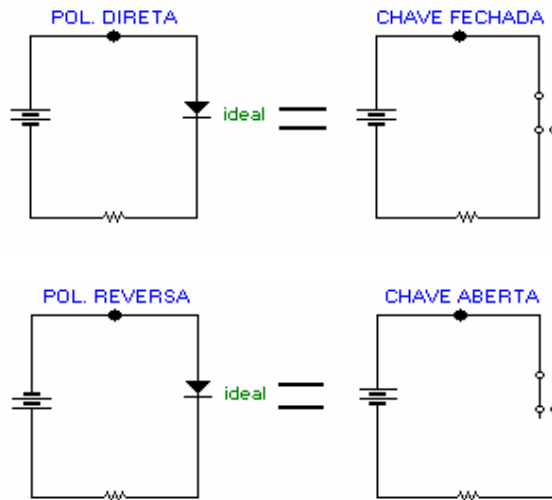 POL. DIRETA
CHAVE FECHADA
ideal
POL. REVERSA
CHAVE ABERTA
ideal